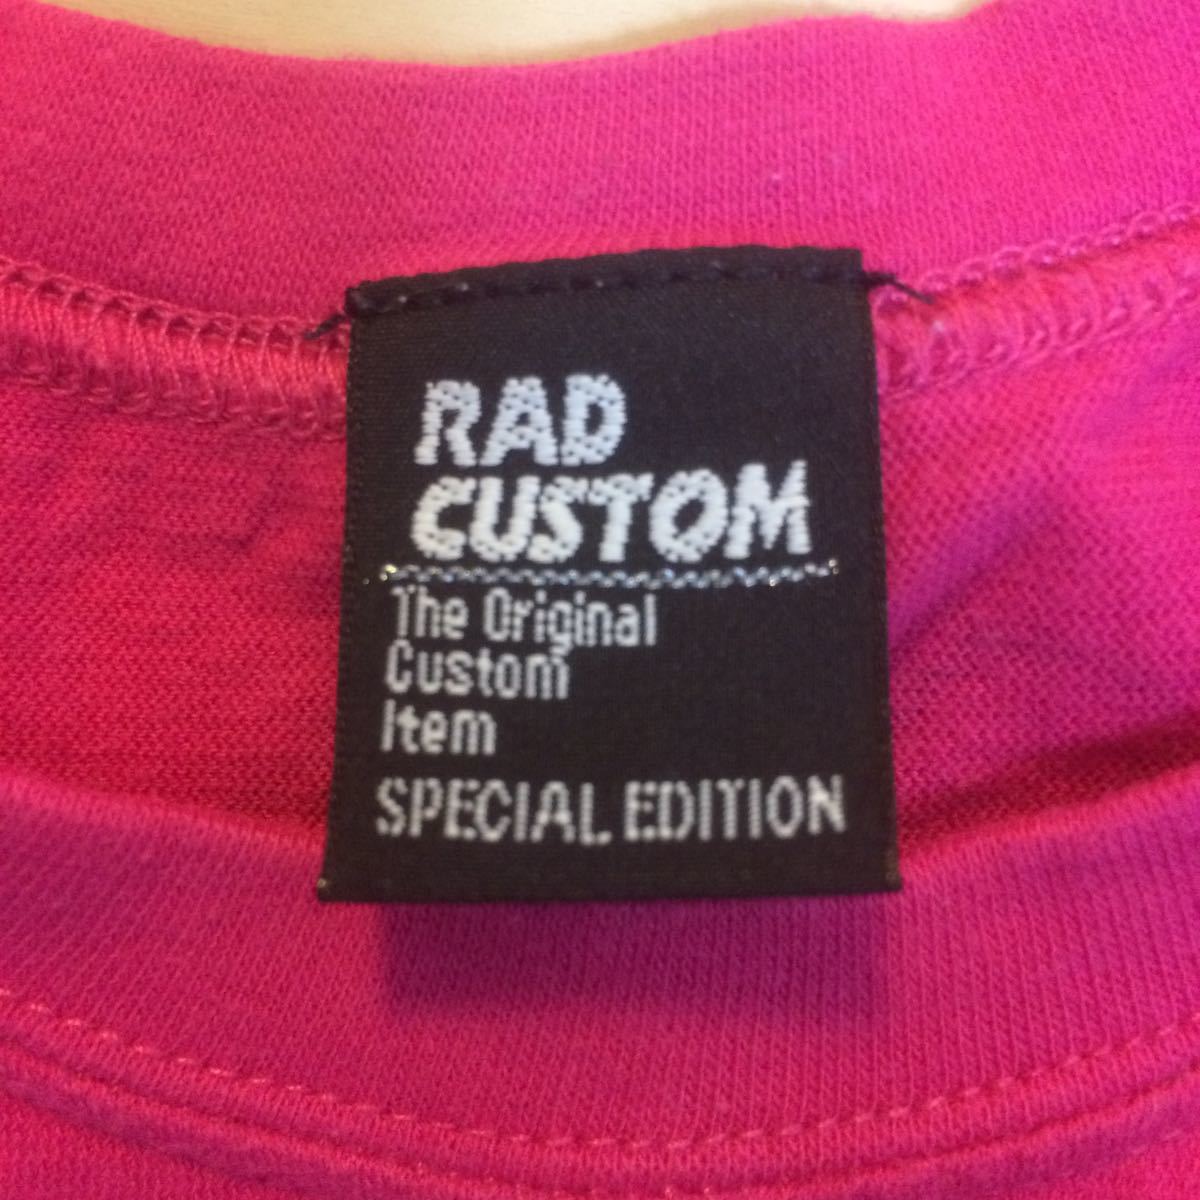 RAD
CUSTOM
The Original
Custom
Item
SPECIAL EDITION